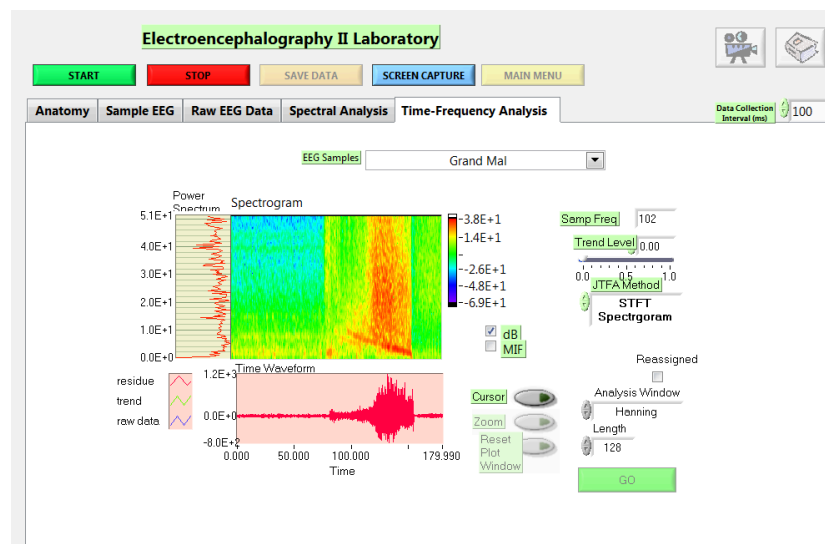 Electroencephalography II Laboratory
START STOP SAVE DATA SCREEN CAPTURE MAIN MENU
Anatomy Sample EEG Raw EEG Data Spectral Analysis Time-Frequency Analysis
Data Collection
Interval (ms)
100
EEG Samples Grand Mal
Power
Spectrum
Spectrogram
5.1E+1
4.0E+1
3.0E+1
2.0E+1
1.0E+1
0.0E+0
-3.8E+1
-1.4E+1
-
-2.6E+1
-4.8E+1
-6.9E+1
Samp Freq 102
Trend Level 0.00
0.0 0.5 1.0
JTFA Method
STFT
Spectrgoram
dB
MIF
Reassigned
Time Waveform
residue
trend
raw data
1.2E+3
0.0E+0
-8.0E+2
0.000 50.000 100.000 179.990
Time
Cursor
Zoom
Reset
Plot
Window
Analysis Window
Hanning
Length
128
GO